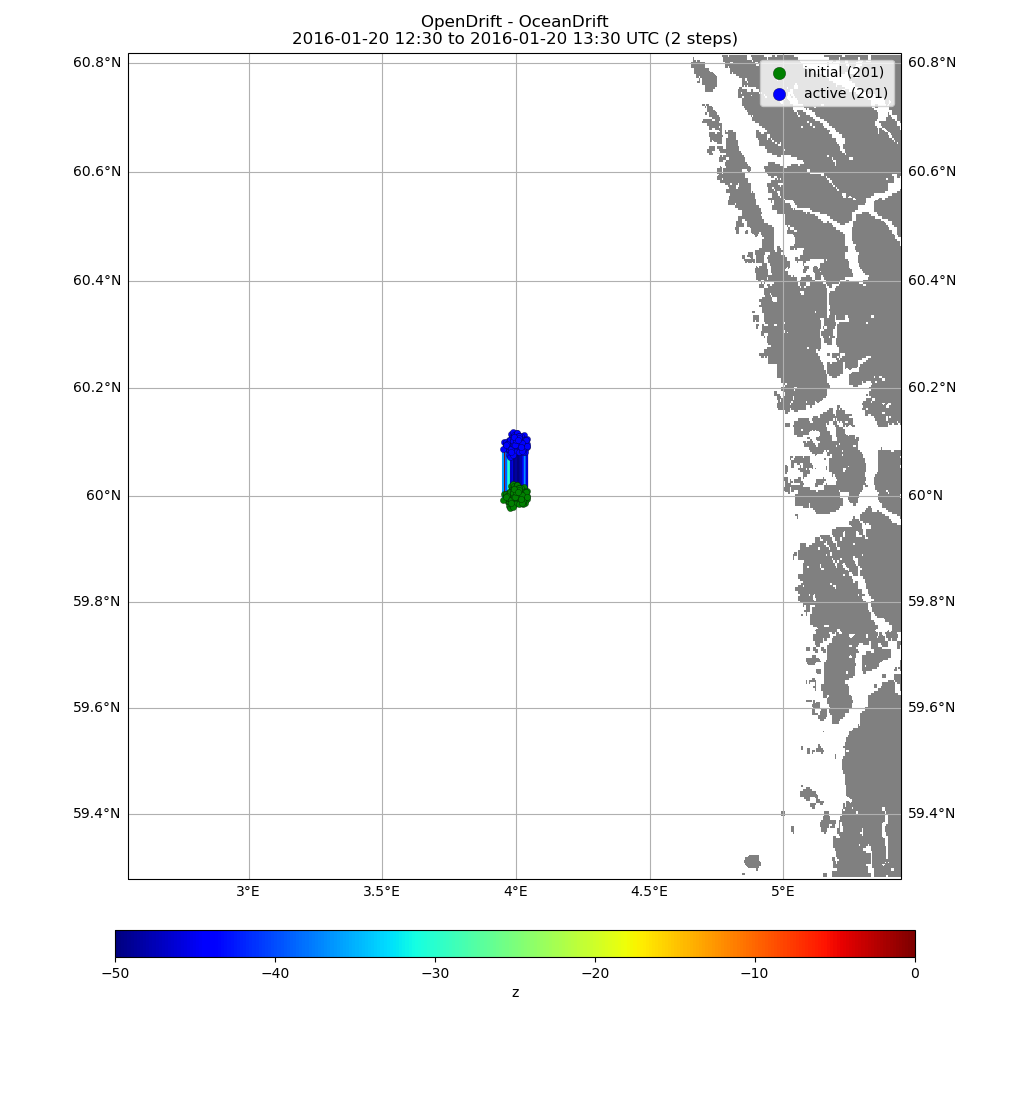 OpenDrift - OceanDrift
2016-01-20 12:30 to 2016-01-20 13:30 UTC (2 steps)
60.8°N
60.8°N
initial (201)
active (201)
60.6°N
60.6°N
60.4°N
60.4°N
60.2°N
60.2°N
60°N
60°N
59.8°N
59.8°N
59.6°N
59.6°N
59.4°N
59.4°N
3°E
3.5°E
4°E
4.5°E
5°E
−50
−40
−30
−20
−10
0
z